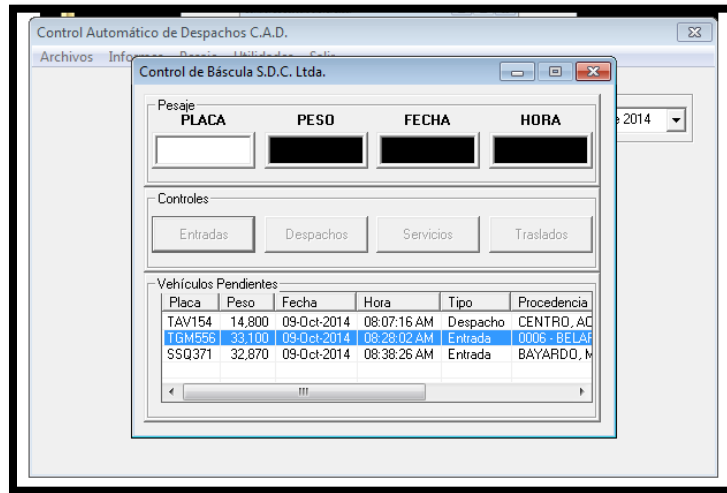 Control Automático de Despachos C.A.D.
Archivos
Control de Báscula S.D.C. Ltda.
2014
Pesaje
PLACA PESO FECHA HORA
Controles
Entradas Despachos Servicios Traslados
Vehículos Pendientes
Placa Peso Fecha Hora Tipo Procedencia
TAV154 14,800 09-Oct-2014 08:07:16 AM Despacho CENTRO, AC
TGM556 33,100 09-Oct-2014 08:28:02 AM Entrada 0006 - BELAR
SSQ371 32,870 09-Oct-2014 08:38:26 AM Entrada BAYARDO, M